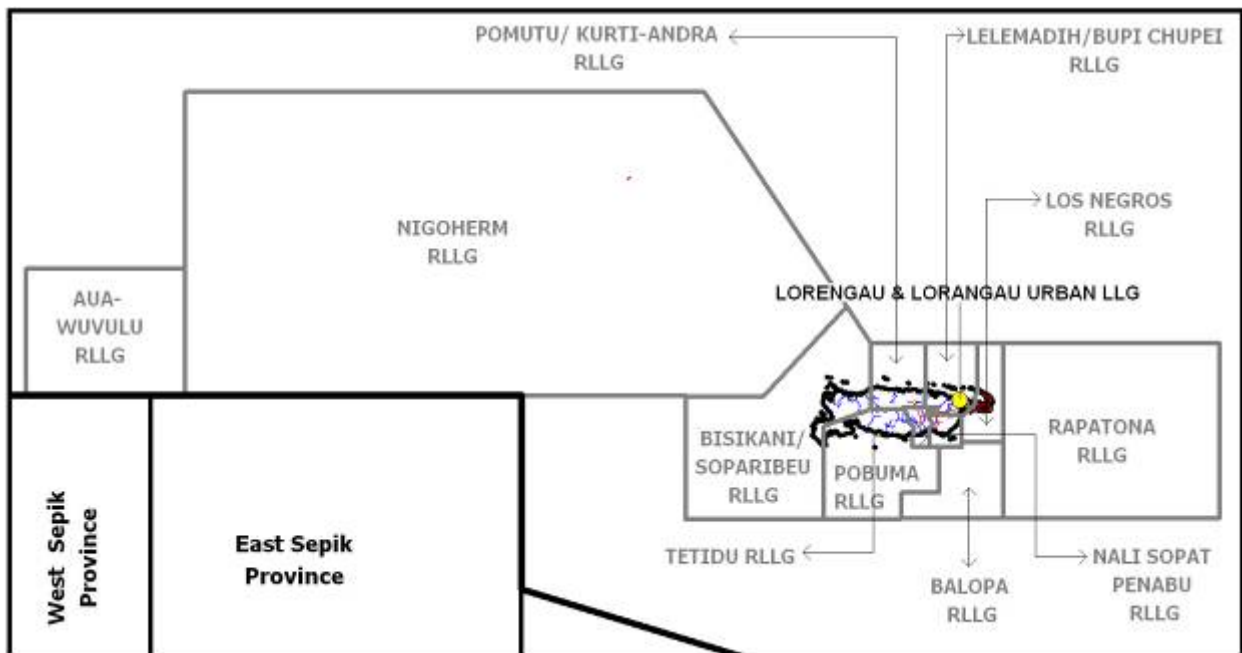 POMUTU/ KURTI-ANDRA
RLLG
LELEMADIH/BUPI CHUPEI
RLLG
LOS NEGROS
RLLG
NIGOHERM
RLLG
AUA-
WUVULU
RLLG
LORENGAU & LORANGAU URBAN LLG
BISIKANI/
SOPARIBEU
RLLG
POBUMA
RLLG
RAPATONA
RLLG
West Sepik
Province
East Sepik
Province
TETIDU RLLG
BALOPA
RLLG
NALI SOPAT
PENABU
RLLG